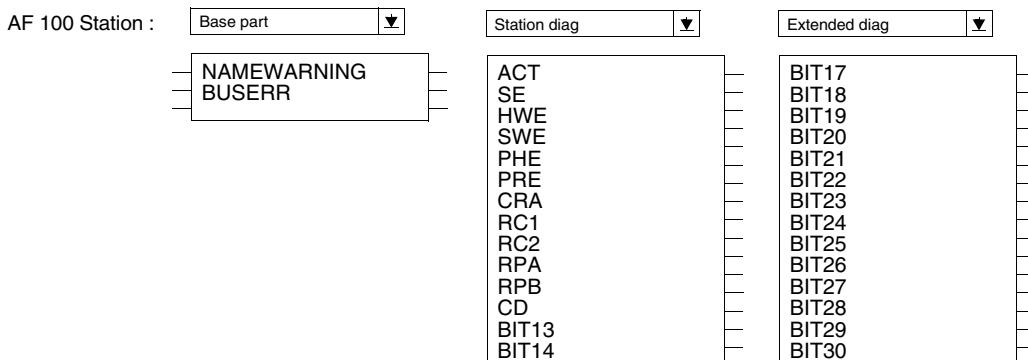 AF 100 Station :
Base part
NAMEWARNING
BUSERR
Station diag
ACT
SE
HWE
SWE
PHE
PRE
CRA
RC1
RC2
RPA
RPB
CD
BIT13
BIT14
Extended diag
BIT17
BIT18
BIT19
BIT20
BIT21
BIT22
BIT23
BIT24
BIT25
BIT26
BIT27
BIT28
BIT29
BIT30